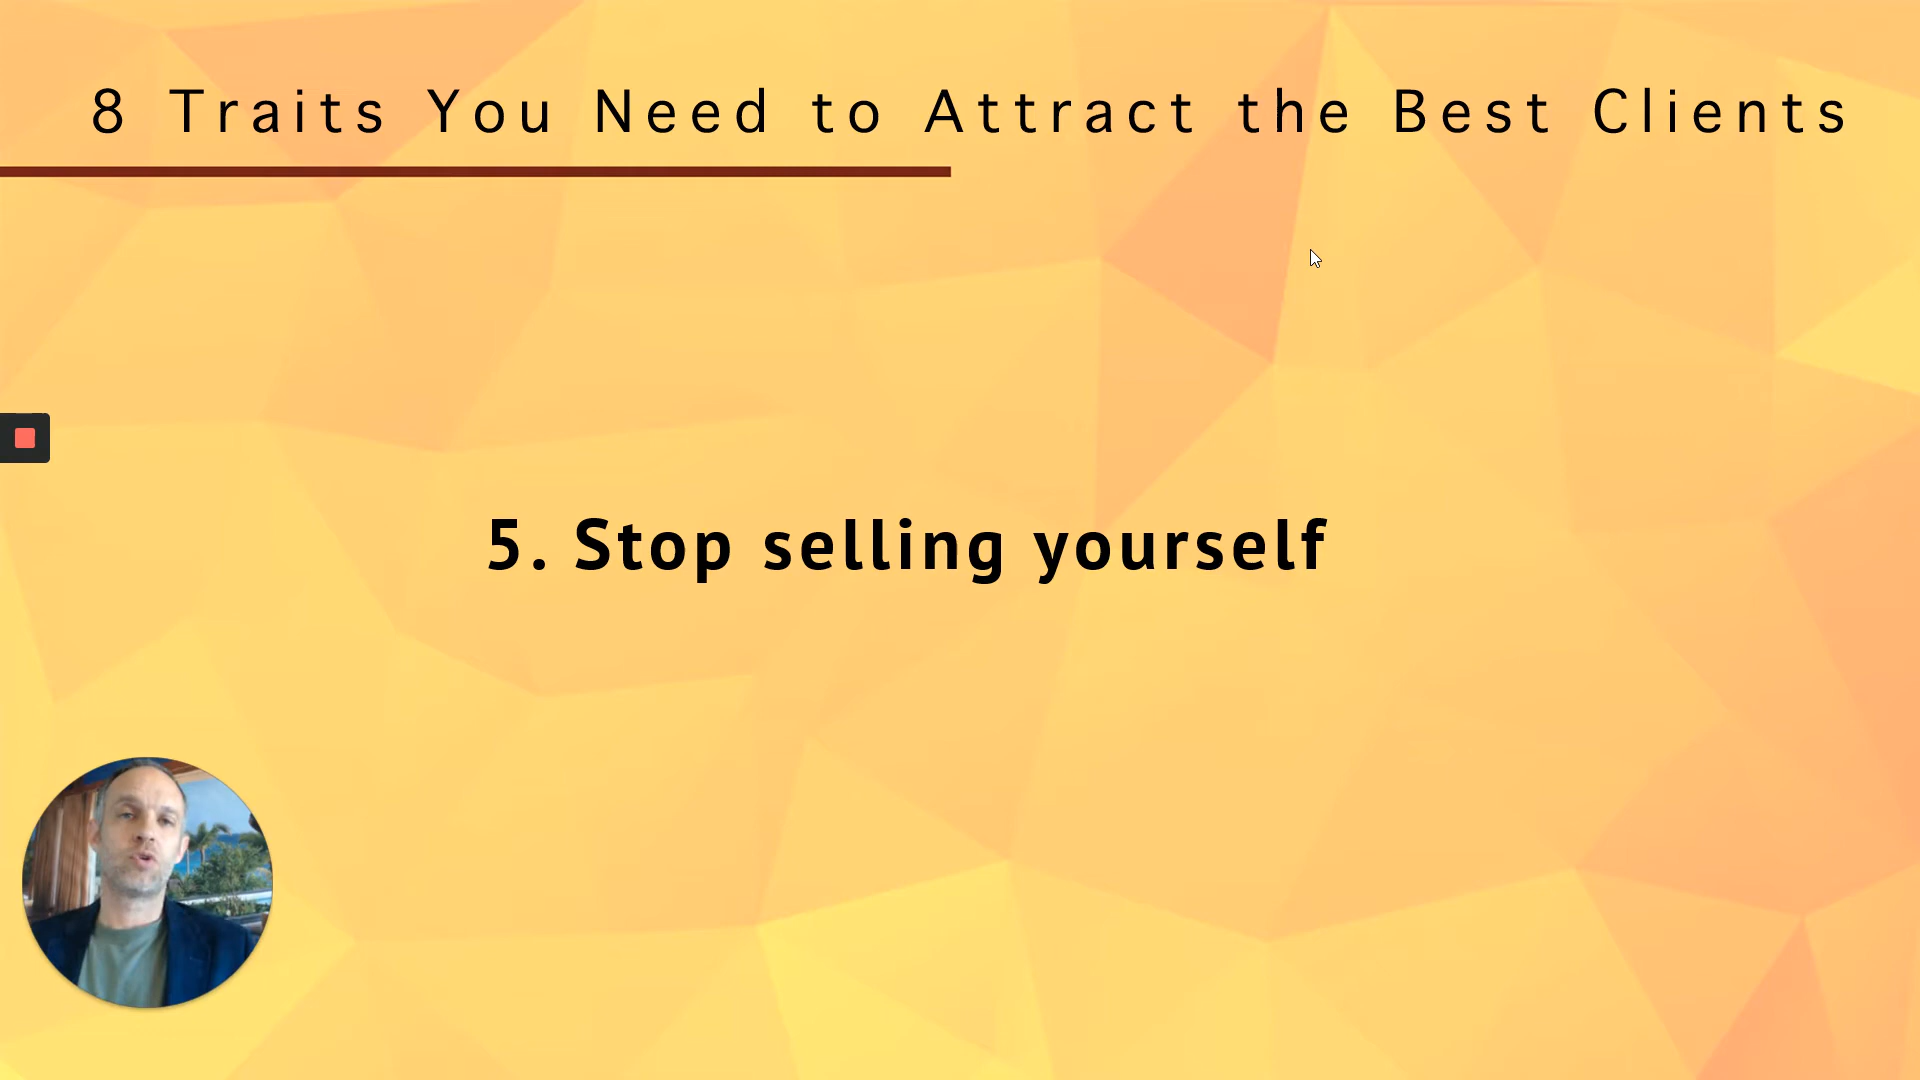 8 Traits You Need to Attract the Best Clients
5. Stop selling yourself